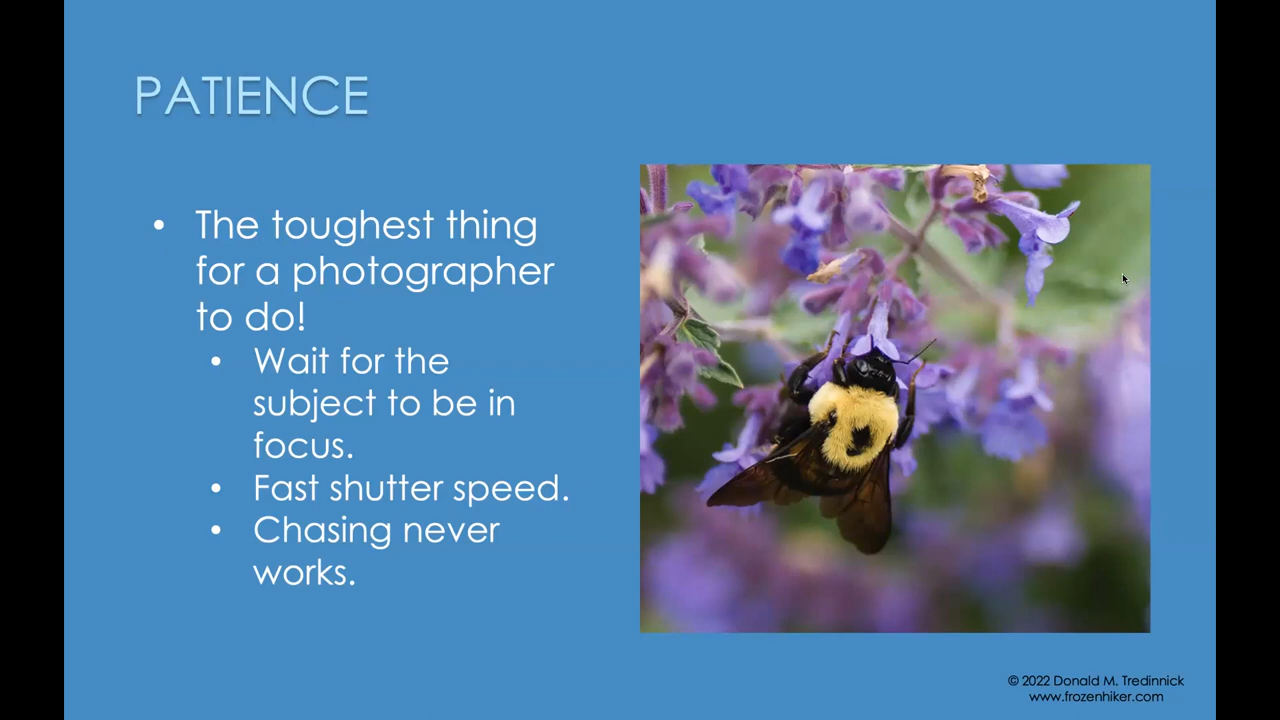 PATIENCE
• The toughest thing
for a photographer
to do!
• Wait for the
subject to be in
focus.
• Fast shutter speed.
• Chasing never
works.
© 2022 Donald M. Tredinnick
www.frozenhiker.com